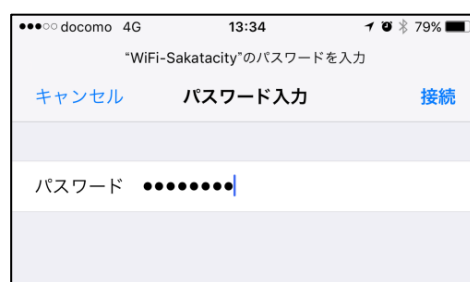 ●●●○○ docomo 4G 13:34 79%
"WiFi-Sakatacity"のパスワードを入力
キャンセル パスワード入力 接続
パスワード ●●●●●●●●